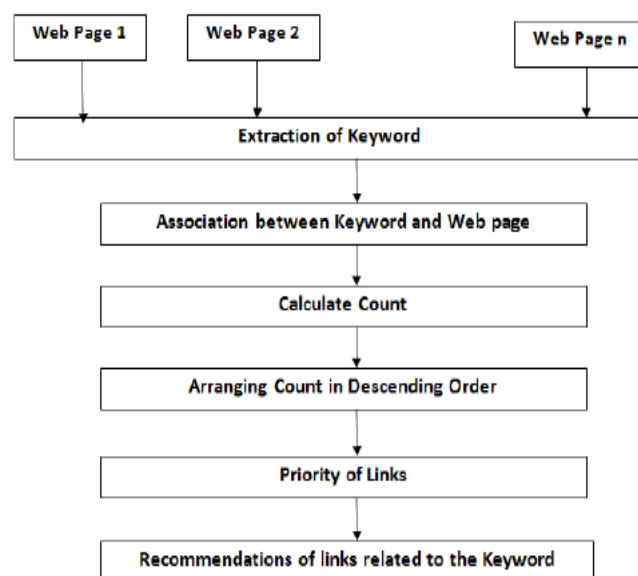 Web Page 1
Web Page 2
Web Page n
Extraction of Keyword
Association between Keyword and Web page
Calculate Count
Arranging Count in Descending Order
Priority of Links
Recommendations of links related to the Keyword